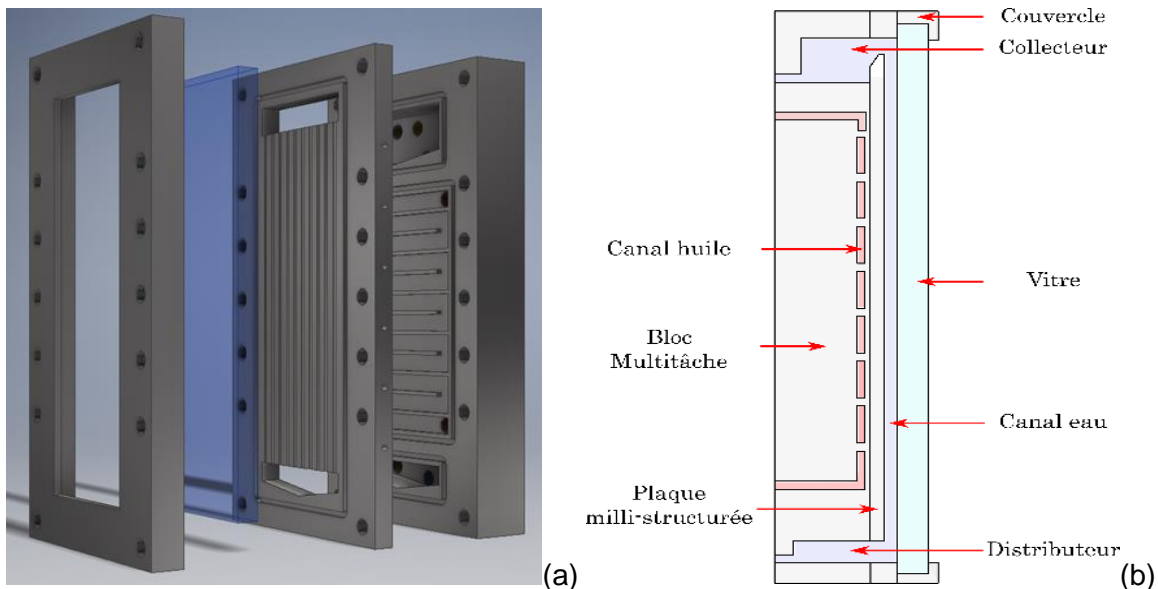 Couvercle
Collecteur
Canal huile
Vitre
Bloc
Multitâche
Canal eau
Plaque
milli-structurée
Distributeur
(a)
(b)